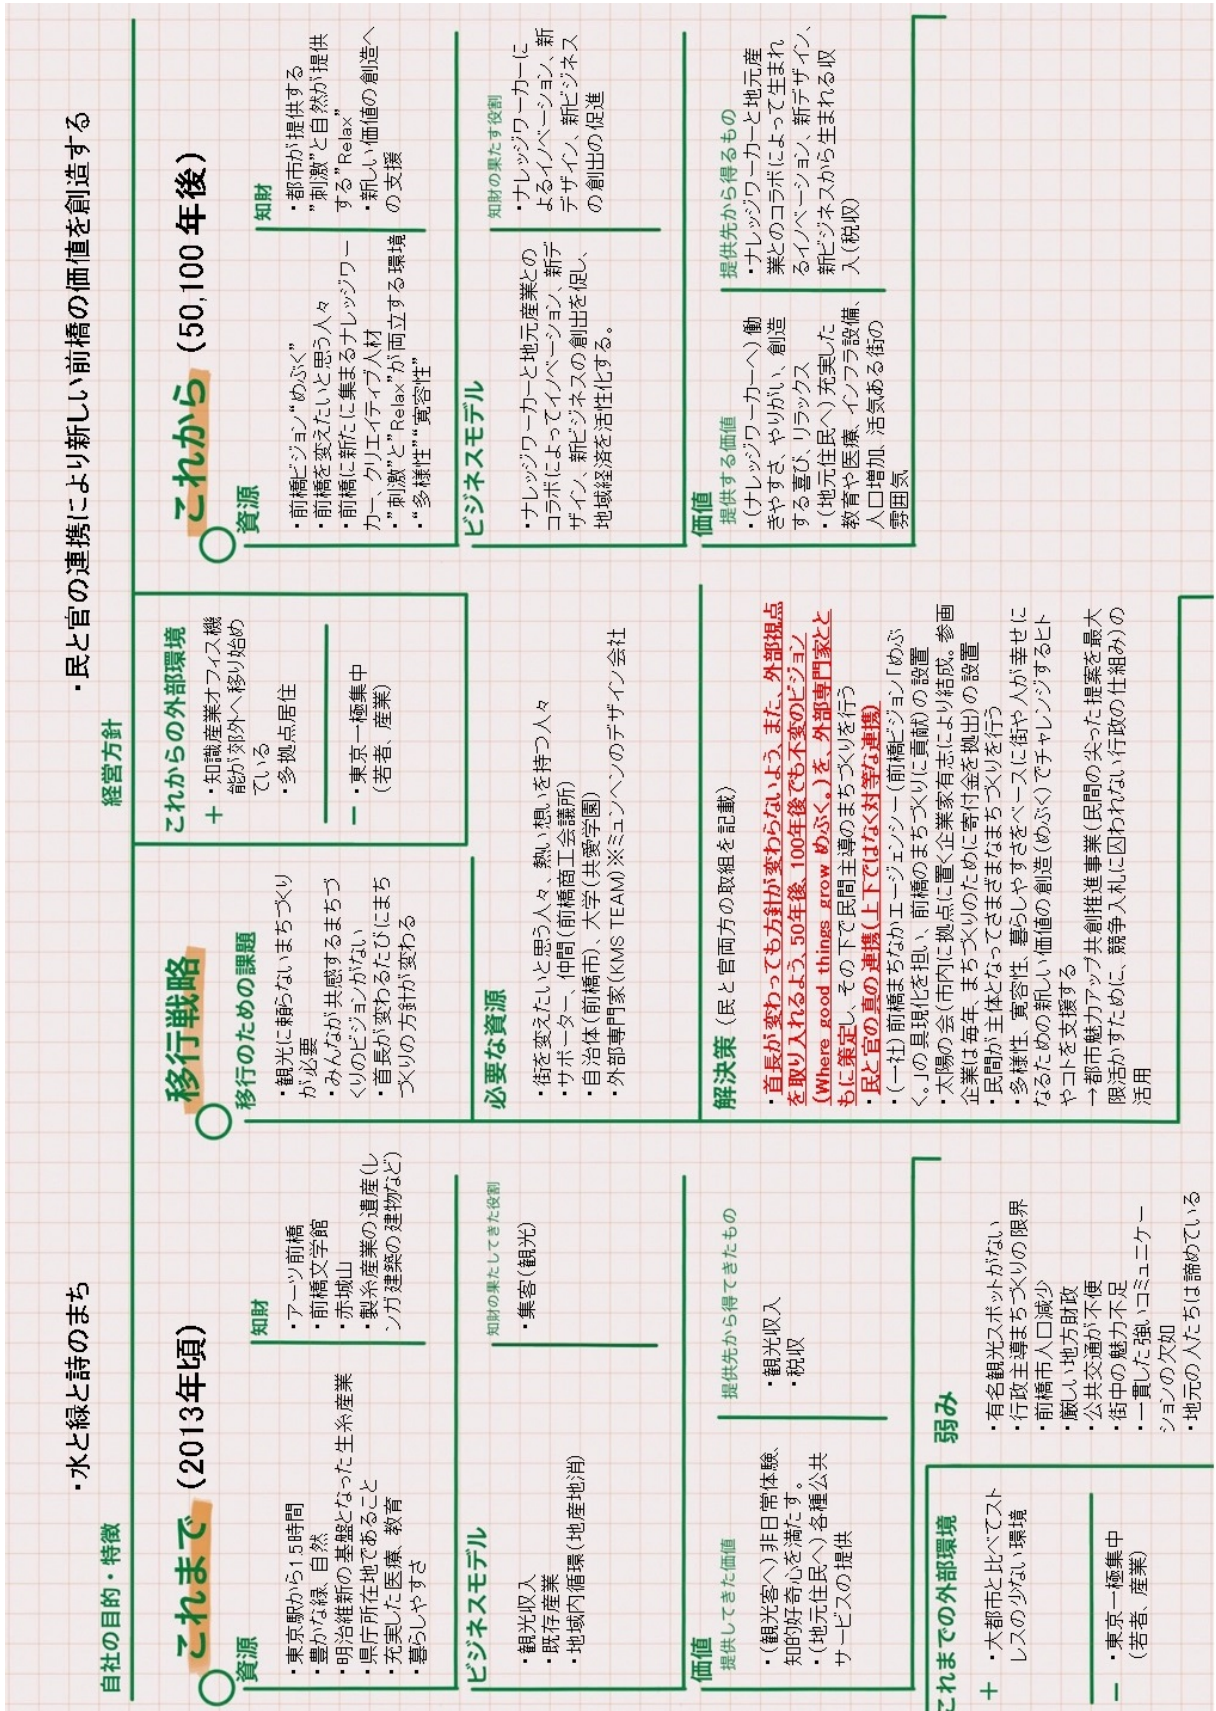 自社の目的・特徴
・水と緑と詩のまち
経営方針
・民と官の連携により新しい前橋の価値を創造する
これまで（2013年頃）
資源
・東京駅から1.5時間
・豊かな緑、自然
・明治維新の基盤となった生糸産業
・県庁所在地であること
・充実した医療、教育
・暮らしやすさ
知財
・アーツ前橋
・前橋文学館
・赤城山
・製糸産業の遺産（レ
ンガ建築の建物など）
ビジネスモデル
・観光収入
・既存産業
・地域内循環（地産地消）
知財の果たしてきた役割
・集客（観光）
価値
提供してきた価値
・（観光客へ）非日常体験、
知的好奇心を満たす。
・（地元住民へ）各種公共
サービスの提供
提供先から得てきたもの
・観光収入
・税収
これまでの外部環境
＋
・大都市と比べてスト
レスの少ない環境
－
・東京一極集中
（若者、産業）
弱み
・有名観光スポットがない
・行政主導まちづくりの限界
・前橋市人口減少
・厳しい地方財政
・公共交通が不便
・街中の魅力不足
・一貫した強いコミュニケー
ションの欠如
・地元の人たちは諦めている
移行戦略
移行のための課題
・観光に頼らないまちづくり
が必要
・みんなが共感するまちづ
くりのビジョンがない
・首長が変わるたびにまち
づくりの方針が変わる
これからの外部環境
＋
・知識産業オフィス機
能が郊外へ移り始め
ている
・多拠点居住
－
・東京一極集中
（若者、産業）
必要な資源
・街を変えたいと思う人々、熱い想いを持つ人々
・サポーター、仲間（前橋商工会議所）
・自治体（前橋市）、大学（共愛学園）
・外部専門家（KMS TEAM）※ミュンヘンのデザイン会社
解決策（民と官両方の取組を記載）
・首長が変わっても方針が変わらないよう、また、外部視点
を取り入れるよう、50年後、100年後でも不変のビジョン
（Where good things grow めぶく。）を、外部専門家とと
もに策定し、その下で民間主導のまちづくりを行う
・民と官の真の連携（上下ではなく対等な連携）
・（一社）前橋まちなかエージェンシー（前橋ビジョン「めぶ
く。」の具現化を担い、前橋のまちづくりに貢献）の設置
・太陽の会（市内に拠点に置く企業家有志により結成。参画
企業は毎年、まちづくりのために寄付金を拠出）の設置
・民間が主体となってさまざまなまちづくりを行う
・多様性、寛容性、暮らしやすさをベースに街や人が幸せに
なるための新しい価値の創造（めぶく）でチャレンジするヒト
やコトを支援する
→都市魅力アップ共創推進事業（民間の尖った提案を最大
限活かすために、競争入札に囚われない行政の仕組み）の
活用
これから（50,100年後）
資源
・前橋ビジョン“めぶく”
・前橋を変えたいと思う人々
・前橋に新たに集まるナレッジワー
カー、クリエイティブ人材
・”刺激”と”Relax”が両立する環境
・“多様性”“寛容性”
知財
・都市が提供する
”刺激”と自然が提供
する”Relax”
・新しい価値の創造へ
の支援
ビジネスモデル
・ナレッジワーカーと地元産業との
コラボによってイノベーション、新デ
ザイン、新ビジネスの創出を促し、
地域経済を活性化する。
知財の果たす役割
・ナレッジワーカーに
よるイノベーション、新
デザイン、新ビジネス
の創出の促進
価値
提供する価値
・（ナレッジワーカーへ）働
きやすさ、やりがい、創造
する喜び、リラックス
・（地元住民へ）充実した
教育や医療、インフラ設備、
人口増加、活気ある街の
雰囲気
提供先から得るもの
・ナレッジワーカーと地元産
業とのコラボによって生まれ
るイノベーション、新デザイン、
新ビジネスから生まれる収
入（税収）